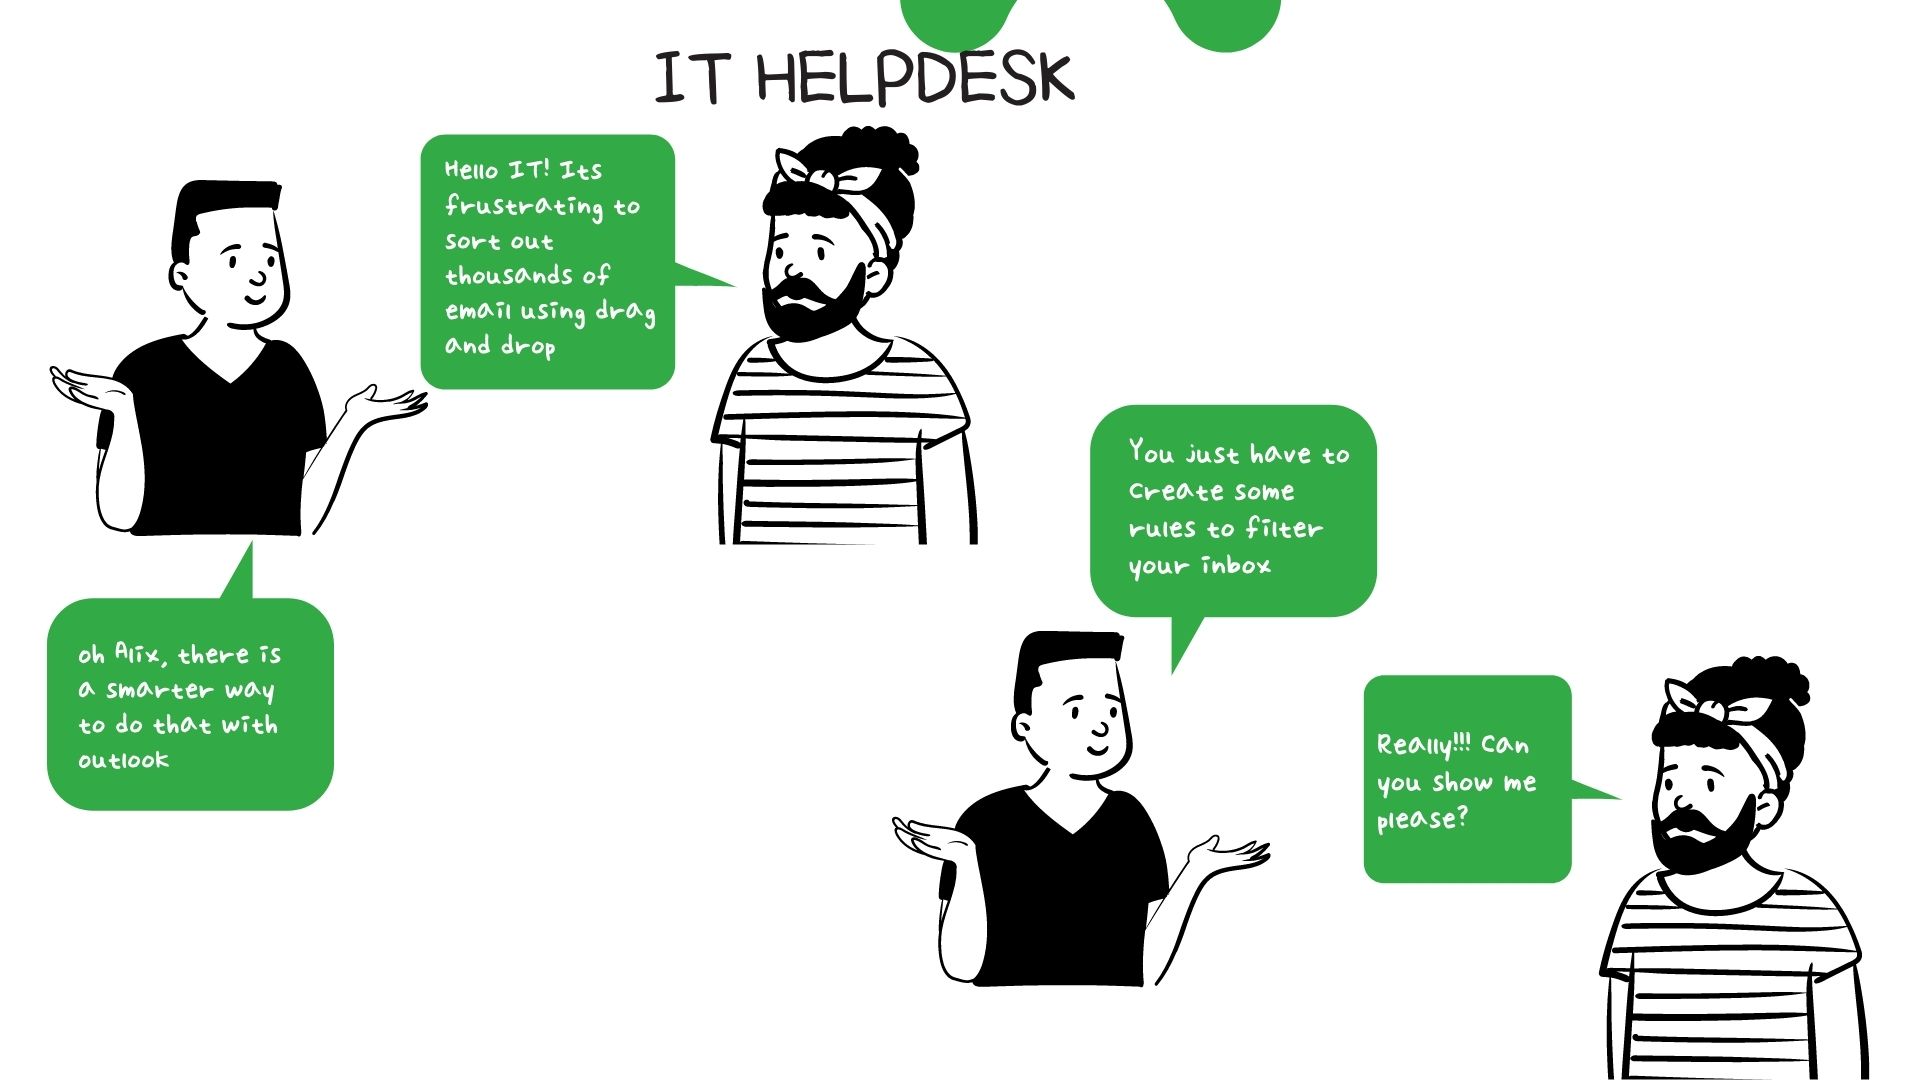 IT HELPDESK
Hello IT! Its
frustrating to
sort out
thousands of
email using drag
and drop
oh Alix, there is
a smarter way
to do that with
outlook
You just have to
create some
rules to filter
your inbox
Really!!! Can
you show me
please?